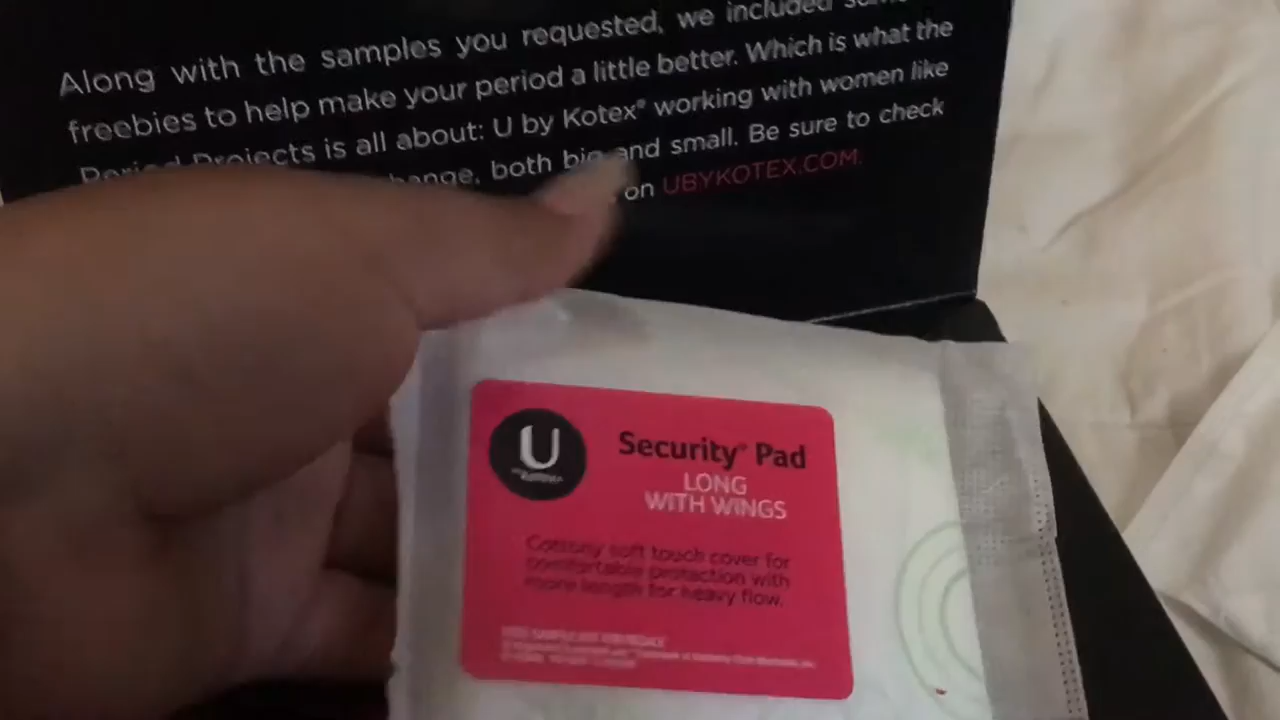 Along with the samples you requested, we included
freebies to help make your period a little better. Which is what the
Period Projects is all about: U by Kotex® working with women like
both big and small. Be sure to check
on UBYKOTEX.COM.
U
Security® Pad
LONG
WITH WINGS
Cottony soft touch cover for
comfortable protection with
more length for heavy flow.